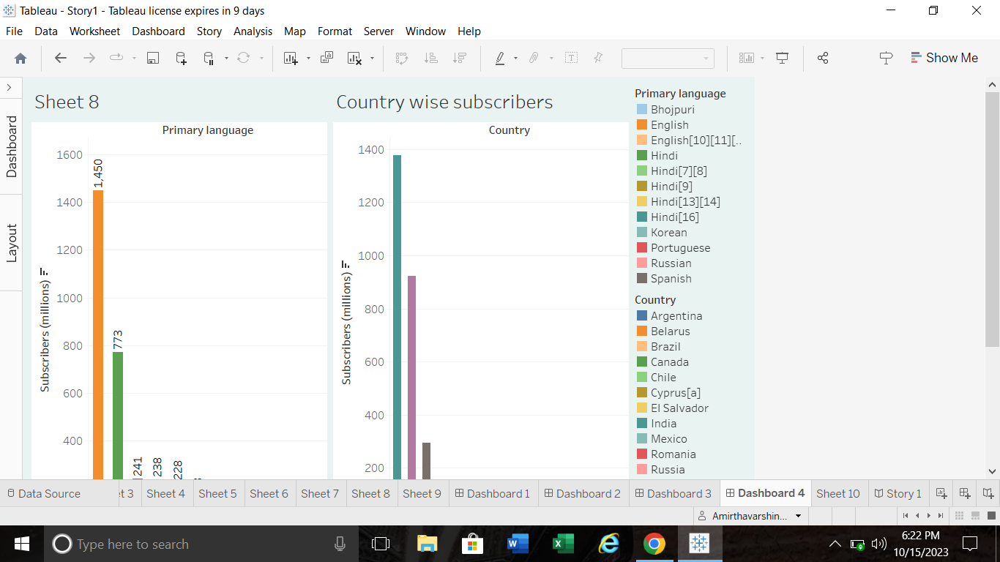 Tableau - Story1 - Tableau license expires in 9 days
File Data Worksheet Dashboard Story Analysis Map Format Server Window Help
Show Me
Dashboard
Layout
Sheet 8
Primary language
Subscribers (millions)
1600
1400
1200
1000
800
600
400
1,450
773
241
238
228
Country wise subscribers
Country
Subscribers (millions)
1400
1200
1000
800
600
400
200
Primary language
Bhojpuri
English
English[10][11][..
Hindi
Hindi[7][8]
Hindi[9]
Hindi[13][14]
Hindi[16]
Korean
Portuguese
Russian
Spanish
Country
Argentina
Belarus
Brazil
Canada
Chile
Cyprus[a]
El Salvador
India
Mexico
Romania
Russia
Data Source t 3 Sheet 4 Sheet 5 Sheet 6 Sheet 7 Sheet 8 Sheet 9 Dashboard 1 Dashboard 2 Dashboard 3 Dashboard 4 Sheet 10 Story 1
Amirthavarshin...
Type here to search
6:22 PM
10/15/2023